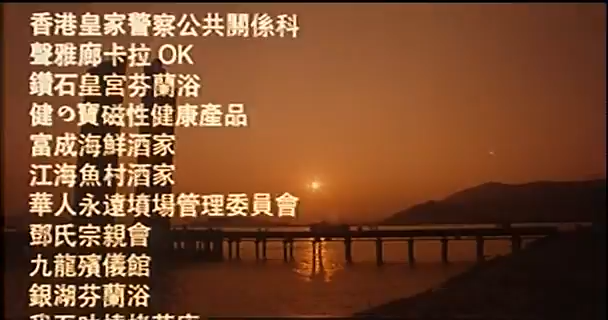 香港皇家警察公共關係科
聲雅廊卡拉OK
鑽石皇宮芬蘭浴
健の寶磁性健康產品
富成海鮮酒家
江海魚村酒家
華人永遠墳場管理委員會
鄧氏宗親會
九龍殯儀館
銀湖芬蘭浴